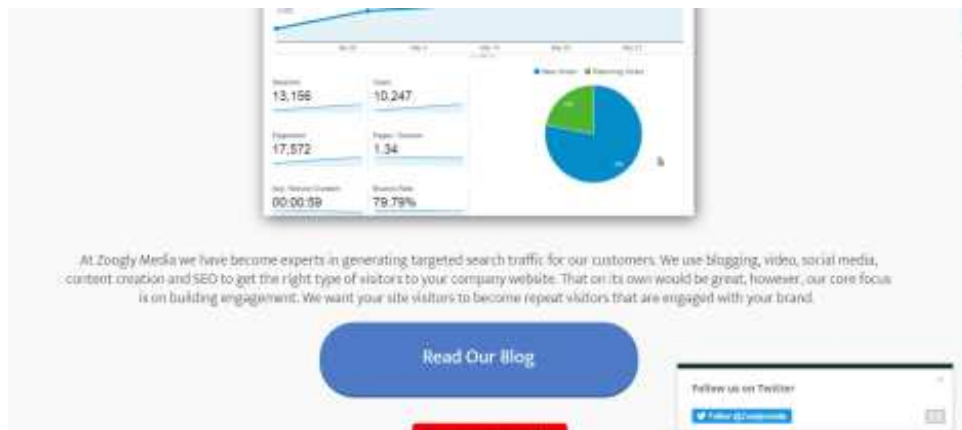 Sessions
13,156
Users
10,247
Pageviews
17,572
Pages / Session
1.34
Avg. Session Duration
00:00:59
Bounce Rate
79.79%
New Visitor Returning Visitor
At Zoogly Media we have become experts in generating targeted search traffic for our customers. We use blogging, video, social media,
content creation and SEO to get the right type of visitors to your company website. That on its own would be great, however, our core focus
is on building engagement. We want your site visitors to become repeat visitors that are engaged with your brand.
Read Our Blog
Follow us on Twitter
Follow @Zooglymedia